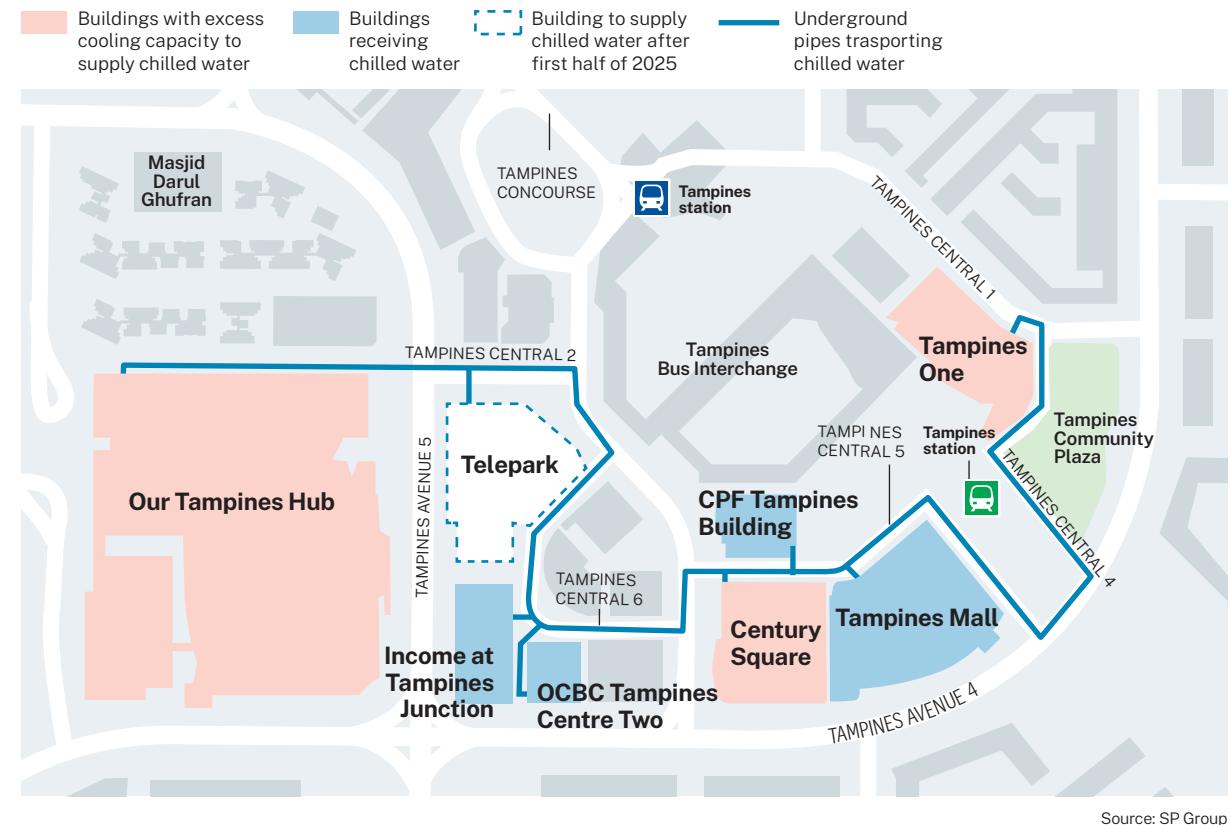 Buildings with excess
cooling capacity to
supply chilled water
Buildings
receiving
chilled water
Building to supply
chilled water after
first half of 2025
Underground
pipes trasporting
chilled water
Masjid
Darul
Ghufran
TAMPINES
CONCOURSE
Tampines
station
TAMPINES CENTRAL 1
TAMPINES CENTRAL 2
Tampines
Bus Interchange
Tampines
One
Tampines
Community
Plaza
TAMPI NES
CENTRAL 5
Tampines
station
TAMPINES CENTRAL 4
Our Tampines Hub
TAMPINES AVENUE 5
Telepark
CPF Tampines
Building
TAMPINES
CENTRAL 6
Century
Square
Tampines Mall
Income at
Tampines
Junction
OCBC Tampines
Centre Two
TAMPINES AVENUE 4
Source: SP Group